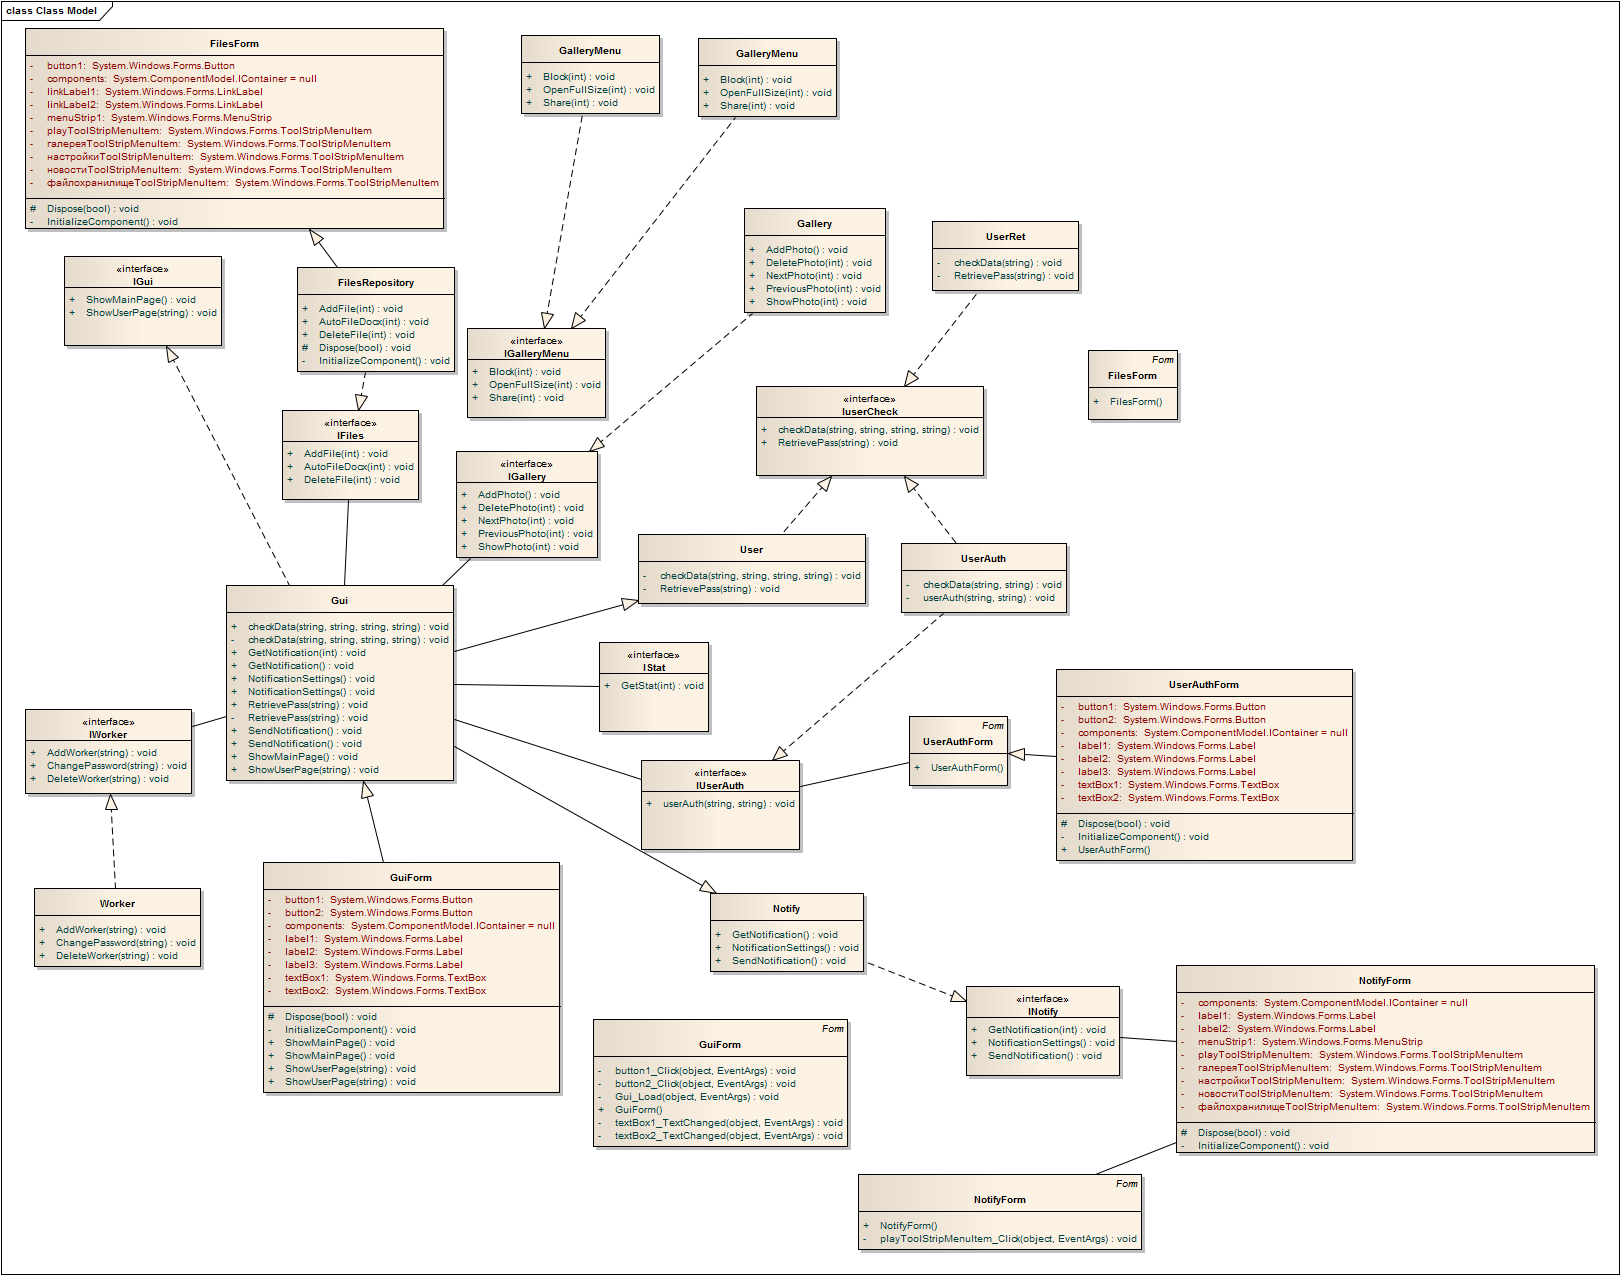 class Class Model
FilesForm
- button1: System.Windows.Forms.Button
- components: System.ComponentModel.IContainer = null
- linkLabel1: System.Windows.Forms.LinkLabel
- linkLabel2: System.Windows.Forms.LinkLabel
- menuStrip1: System.Windows.Forms.MenuStrip
- playToolStripMenuItem: System.Windows.Forms.ToolStripMenuItem
- галереяToolStripMenuItem: System.Windows.Forms.ToolStripMenuItem
- настройкиToolStripMenuItem: System.Windows.Forms.ToolStripMenuItem
- новостиToolStripMenuItem: System.Windows.Forms.ToolStripMenuItem
- файлохранилищеToolStripMenuItem: System.Windows.Forms.ToolStripMenuItem
# Dispose(bool) : void
- InitializeComponent() : void
GalleryMenu
+ Block(int) : void
+ OpenFullSize(int) : void
+ Share(int) : void
GalleryMenu
+ Block(int) : void
+ OpenFullSize(int) : void
+ Share(int) : void
Gallery
+ AddPhoto() : void
+ DeletePhoto(int) : void
+ NextPhoto(int) : void
+ PreviousPhoto(int) : void
+ ShowPhoto(int) : void
UserRet
- checkData(string) : void
- RetrievePass(string) : void
«interface»
IGui
+ ShowMainPage() : void
+ ShowUserPage(string) : void
FilesRepository
+ AddFile(int) : void
+ AutoFileDocx(int) : void
+ DeleteFile(int) : void
# Dispose(bool) : void
- InitializeComponent() : void
«interface»
IGalleryMenu
+ Block(int) : void
+ OpenFullSize(int) : void
+ Share(int) : void
Form
FilesForm
+ FilesForm()
«interface»
IuserCheck
+ checkData(string, string, string, string) : void
+ RetrievePass(string) : void
«interface»
IFiles
+ AddFile(int) : void
+ AutoFileDocx(int) : void
+ DeleteFile(int) : void
«interface»
IGallery
+ AddPhoto() : void
+ DeletePhoto(int) : void
+ NextPhoto(int) : void
+ PreviousPhoto(int) : void
+ ShowPhoto(int) : void
User
- checkData(string, string, string, string) : void
- RetrievePass(string) : void
UserAuth
- checkData(string, string) : void
- userAuth(string, string) : void
Gui
+ checkData(string, string, string, string) : void
- checkData(string, string, string, string) : void
+ GetNotification(int) : void
+ GetNotification() : void
+ NotificationSettings() : void
+ NotificationSettings() : void
+ RetrievePass(string) : void
- RetrievePass(string) : void
+ SendNotification() : void
+ SendNotification() : void
+ ShowMainPage() : void
+ ShowUserPage(string) : void
«interface»
IStat
+ GetStat(int) : void
«interface»
IWorker
+ AddWorker(string) : void
+ ChangePassword(string) : void
+ DeleteWorker(string) : void
«interface»
IUserAuth
+ userAuth(string, string) : void
Form
UserAuthForm
+ UserAuthForm()
UserAuthForm
- button1: System.Windows.Forms.Button
- button2: System.Windows.Forms.Button
- components: System.ComponentModel.IContainer = null
- label1: System.Windows.Forms.Label
- label2: System.Windows.Forms.Label
- label3: System.Windows.Forms.Label
- textBox1: System.Windows.Forms.TextBox
- textBox2: System.Windows.Forms.TextBox
# Dispose(bool) : void
- InitializeComponent() : void
+ UserAuthForm()
Worker
+ AddWorker(string) : void
+ ChangePassword(string) : void
+ DeleteWorker(string) : void
GuiForm
- button1: System.Windows.Forms.Button
- button2: System.Windows.Forms.Button
- components: System.ComponentModel.IContainer = null
- label1: System.Windows.Forms.Label
- label2: System.Windows.Forms.Label
- label3: System.Windows.Forms.Label
- textBox1: System.Windows.Forms.TextBox
- textBox2: System.Windows.Forms.TextBox
# Dispose(bool) : void
- InitializeComponent() : void
+ ShowMainPage() : void
+ ShowMainPage() : void
+ ShowUserPage(string) : void
+ ShowUserPage(string) : void
Notify
+ GetNotification() : void
+ NotificationSettings() : void
+ SendNotification() : void
«interface»
INotify
+ GetNotification(int) : void
+ NotificationSettings() : void
+ SendNotification() : void
NotifyForm
- components: System.ComponentModel.IContainer = null
- label1: System.Windows.Forms.Label
- label2: System.Windows.Forms.Label
- menuStrip1: System.Windows.Forms.MenuStrip
- playToolStripMenuItem: System.Windows.Forms.ToolStripMenuItem
- галереяToolStripMenuItem: System.Windows.Forms.ToolStripMenuItem
- настройкиToolStripMenuItem: System.Windows.Forms.ToolStripMenuItem
- новостиToolStripMenuItem: System.Windows.Forms.ToolStripMenuItem
- файлохранилищеToolStripMenuItem: System.Windows.Forms.ToolStripMenuItem
# Dispose(bool) : void
- InitializeComponent() : void
Form
GuiForm
- button1_Click(object, EventArgs) : void
- button2_Click(object, EventArgs) : void
- Gui_Load(object, EventArgs) : void
+ GuiForm()
- textBox1_TextChanged(object, EventArgs) : void
- textBox2_TextChanged(object, EventArgs) : void
Form
NotifyForm
+ NotifyForm()
- playToolStripMenuItem_Click(object, EventArgs) : void